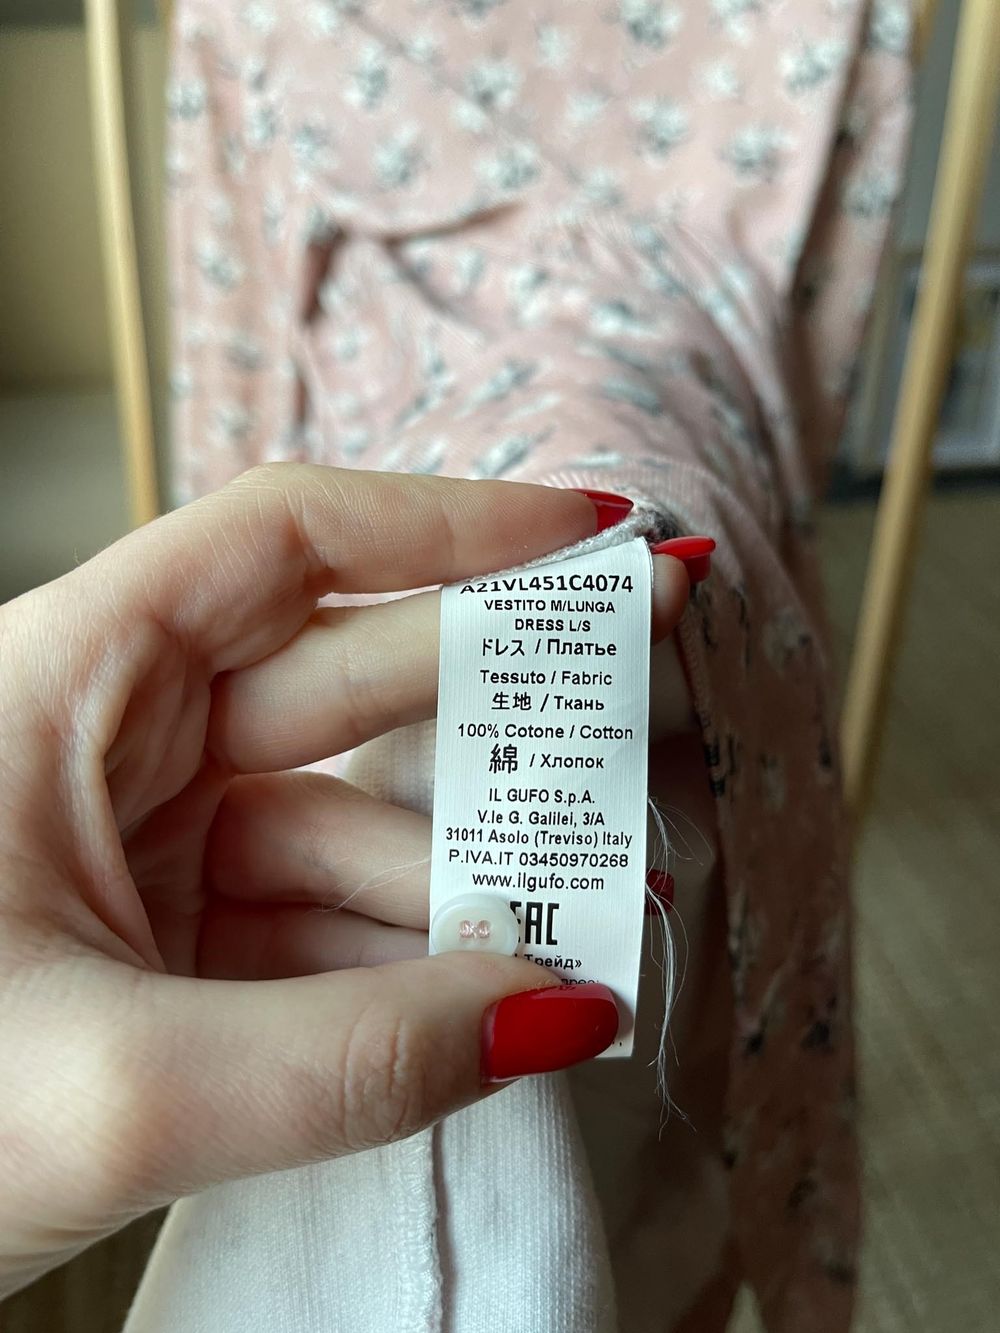 A21VL451C4074
VESTITO M/LUNGA
DRESS L/S
ドレス / Платье
Tessuto / Fabric
生地 / Ткань
100% Cotone / Cotton
綿 / Хлопок
IL GUFO S.p.A.
V.le G. Galilei, 3/A
31011 Asolo (Treviso) Italy
P.IVA.IT 03450970268
www.ilgufo.com
EAC
Трейд»